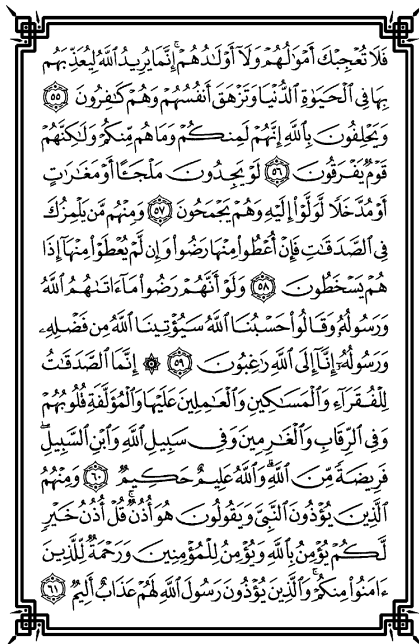 فَلَا تُعْجِبْكَ أَمْوَٰلُهُمْ وَلَآ أَوْلَـٰدُهُمْ ۚ إِنَّمَا يُرِيدُ ٱللَّهُ لِيُعَذِّبَهُم
بِهَا فِى ٱلْحَيَوٰةِ ٱلدُّنْيَا وَتَزْهَقَ أَنفُسُهُمْ وَهُمْ كَـٰفِرُونَ ۝٥٥
وَيَحْلِفُونَ بِٱللَّهِ إِنَّهُمْ لَمِنكُمْ وَمَا هُم مِّنكُمْ وَلَـٰكِنَّهُمْ
قَوْمٌ يَفْرَقُونَ ۝٥٦ لَوْ يَجِدُونَ مَلْجَـًٔا أَوْ مَغَـٰرَٰتٍ
أَوْ مُدَّخَلًا لَّوَلَّوْا۟ إِلَيْهِ وَهُمْ يَجْمَحُونَ ۝٥٧ وَمِنْهُم مَّن يَلْمِزُكَ
فِى ٱلصَّدَقَـٰتِ فَإِنْ أُعْطُوا۟ مِنْهَا رَضُوا۟ وَإِن لَّمْ يُعْطَوْا۟ مِنْهَآ إِذَا
هُمْ يَسْخَطُونَ ۝٥٨ وَلَوْ أَنَّهُمْ رَضُوا۟ مَآ ءَاتَىٰهُمُ ٱللَّهُ
وَرَسُولُهُۥ وَقَالُوا۟ حَسْبُنَا ٱللَّهُ سَيُؤْتِينَا ٱللَّهُ مِن فَضْلِهِۦ
وَرَسُولُهُۥٓ إِنَّآ إِلَى ٱللَّهِ رَٰغِبُونَ ۝٥٩ ۞ إِنَّمَا ٱلصَّدَقَـٰتُ
لِلْفُقَرَآءِ وَٱلْمَسَـٰكِينِ وَٱلْعَـٰمِلِينَ عَلَيْهَا وَٱلْمُؤَلَّفَةِ قُلُوبُهُمْ
وَفِى ٱلرِّقَابِ وَٱلْغَـٰرِمِينَ وَفِى سَبِيلِ ٱللَّهِ وَٱبْنِ ٱلسَّبِيلِ ۖ
فَرِيضَةً مِّنَ ٱللَّهِ ۗ وَٱللَّهُ عَلِيمٌ حَكِيمٌ ۝٦٠ وَمِنْهُمُ
ٱلَّذِينَ يُؤْذُونَ ٱلنَّبِىَّ وَيَقُولُونَ هُوَ أُذُنٌ ۚ قُلْ أُذُنُ خَيْرٍ
لَّكُمْ يُؤْمِنُ بِٱللَّهِ وَيُؤْمِنُ لِلْمُؤْمِنِينَ وَرَحْمَةٌ لِّلَّذِينَ
ءَامَنُوا۟ مِنكُمْ ۚ وَٱلَّذِينَ يُؤْذُونَ رَسُولَ ٱللَّهِ لَهُمْ عَذَابٌ أَلِيمٌ ۝٦١